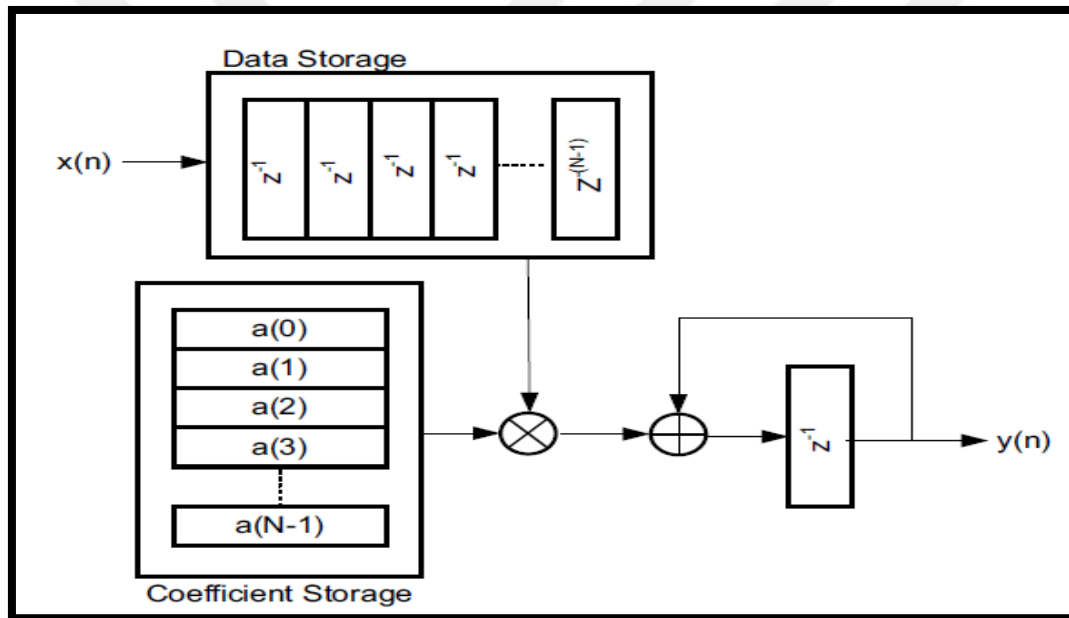 Data Storage
x(n)
z-1
z-1
z-1
z-1
z-(N-1)
a(0)
a(1)
a(2)
a(3)
a(N-1)
z-1
y(n)
Coefficient Storage